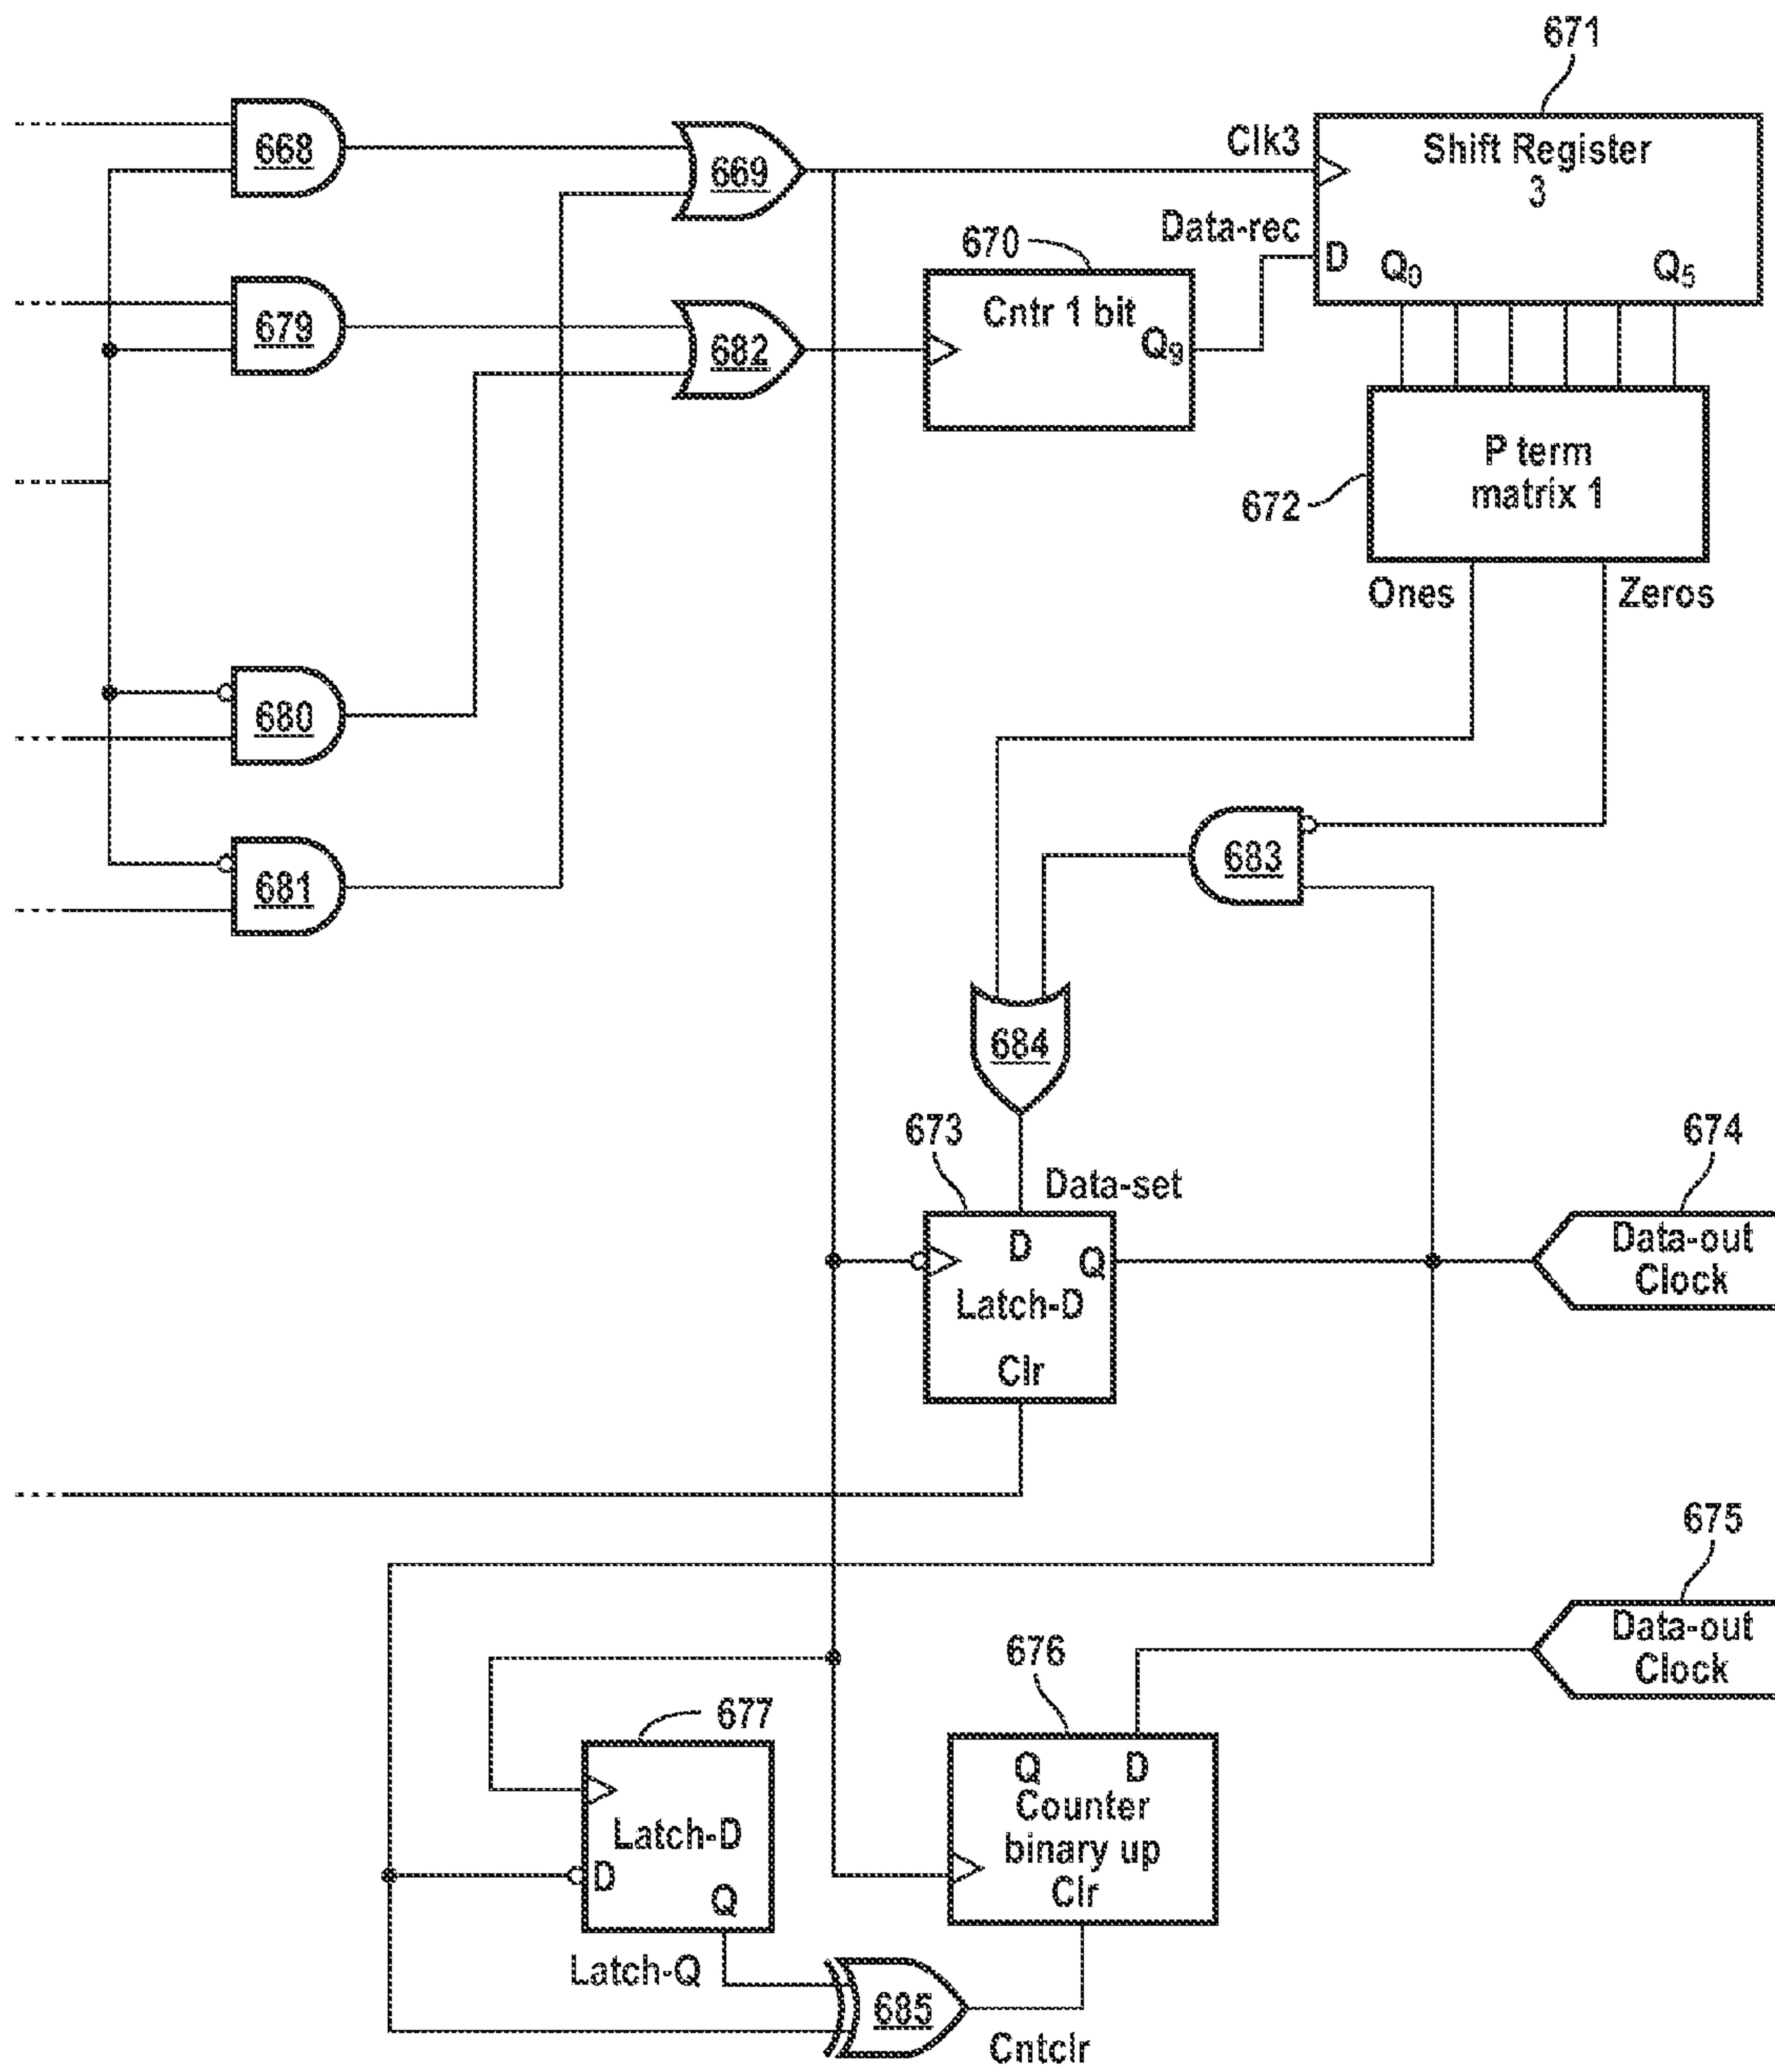 671
668
669
Clk3
Shift Register
3
Data-rec
D
Q0
Q5
670
679
682
Cntr 1 bit
Q9
P term
matrix 1
672
Ones
Zeros
680
681
683
684
673
Data-set
674
D
Q
Latch-D
Clr
Data-out
Clock
675
Data-out
Clock
676
677
Q
D
Counter
binary up
Clr
Latch-D
D
Q
Latch-Q
685
Cntclr